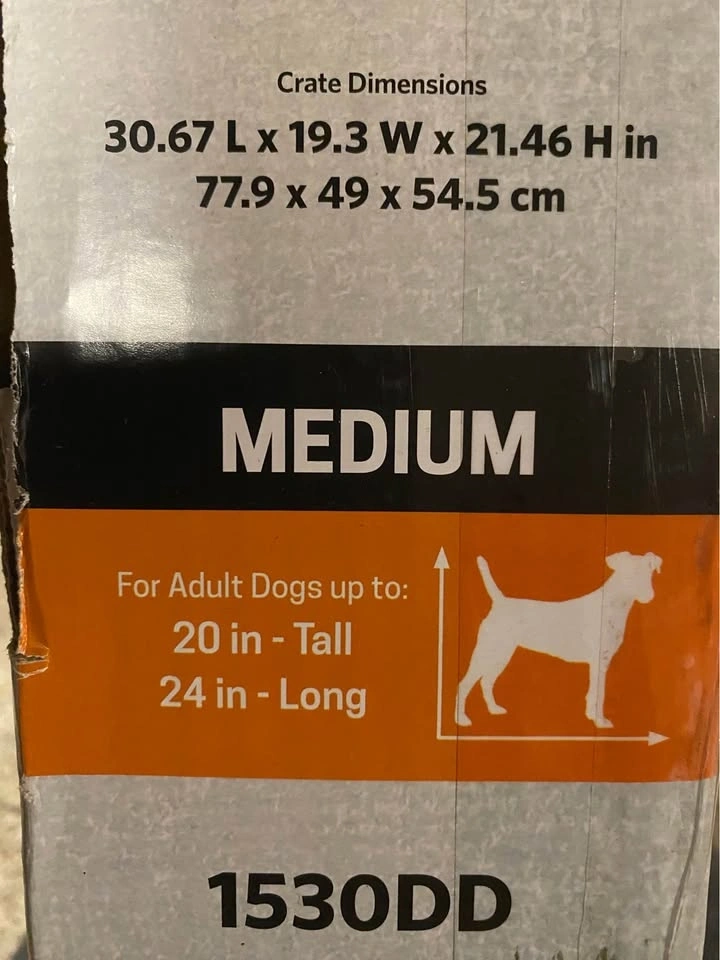 Crate Dimensions
30.67 L x 19.3 W x 21.46 H in
77.9 x 49 x 54.5 cm
MEDIUM
For Adult Dogs up to:
20 in - Tall
24 in - Long
1530DD